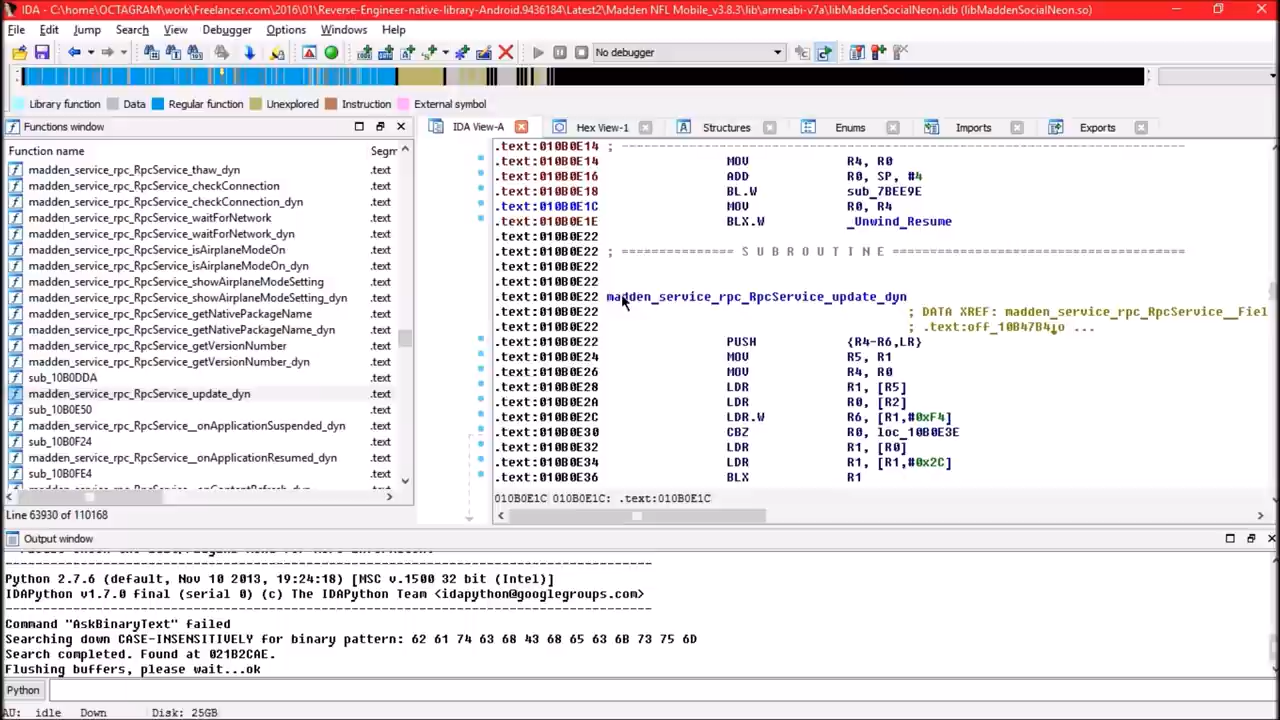 IDA - C:\home\OCTAGRAM\work\Freelancer.com\2016\01\Reverse-Engineer-native-library-Android.9436184\Latest2\Madden NFL Mobile_v3.8.3\lib\armeabi-v7a\libMaddenSocialNeon.idb (libMaddenSocialNeon.so)
File Edit Jump Search View Debugger Options Windows Help
No debugger
Library function Data Regular function Unexplored Instruction External symbol
Functions window
IDA View-A Hex View-1 Structures Enums Imports Exports
Function name Segr
madden_service_rpc_RpcService_thaw_dyn .text
madden_service_rpc_RpcService_checkConnection .text
madden_service_rpc_RpcService_checkConnection_dyn .text
madden_service_rpc_RpcService_waitForNetwork .text
madden_service_rpc_RpcService_waitForNetwork_dyn .text
madden_service_rpc_RpcService_isAirplaneModeOn .text
madden_service_rpc_RpcService_isAirplaneModeOn_dyn .text
madden_service_rpc_RpcService_showAirplaneModeSetting .text
madden_service_rpc_RpcService_showAirplaneModeSetting_dyn .text
madden_service_rpc_RpcService_getNativePackageName .text
madden_service_rpc_RpcService_getNativePackageName_dyn .text
madden_service_rpc_RpcService_getVersionNumber .text
madden_service_rpc_RpcService_getVersionNumber_dyn .text
sub_10B0DDA .text
madden_service_rpc_RpcService_update_dyn .text
sub_10B0E50 .text
madden_service_rpc_RpcService__onApplicationSuspended_dyn .text
sub_10B0F24 .text
madden_service_rpc_RpcService__onApplicationResumed_dyn .text
sub_10B0FE4 .text
Line 63930 of 110168
.text:010B0E14 ; ---------------------------------------------------------------------------
.text:010B0E14 MOV R4, R0
.text:010B0E16 ADD R0, SP, #4
.text:010B0E18 BL.W sub_7BEE9E
.text:010B0E1C MOV R0, R4
.text:010B0E1E BLX.W _Unwind_Resume
.text:010B0E22
.text:010B0E22 ; =============== S U B R O U T I N E =======================================
.text:010B0E22
.text:010B0E22
.text:010B0E22 madden_service_rpc_RpcService_update_dyn
.text:010B0E22 ; DATA XREF: madden_service_rpc_RpcService__Fiel
.text:010B0E22 ; .text:off_10B47B4↓o ...
.text:010B0E22 PUSH {R4-R6,LR}
.text:010B0E24 MOV R5, R1
.text:010B0E26 MOV R4, R0
.text:010B0E28 LDR R1, [R5]
.text:010B0E2A LDR R0, [R2]
.text:010B0E2C LDR.W R6, [R1,#0xF4]
.text:010B0E30 CBZ R0, loc_10B0E3E
.text:010B0E32 LDR R1, [R0]
.text:010B0E34 LDR R1, [R1,#0x2C]
.text:010B0E36 BLX R1
010B0E1C 010B0E1C: .text:010B0E1C
Output window
---------------------------------------------------------------------------------------------
Python 2.7.6 (default, Nov 10 2013, 19:24:18) [MSC v.1500 32 bit (Intel)]
IDAPython v1.7.0 final (serial 0) (c) The IDAPython Team <idapython@googlegroups.com>
---------------------------------------------------------------------------------------------
Command "AskBinaryText" failed
Searching down CASE-INSENSITIVELY for binary pattern: 62 61 74 63 68 43 68 65 63 6B 73 75 6D
Search completed. Found at 021B2CAE.
Flushing buffers, please wait...ok
Python
AU: idle Down Disk: 25GB